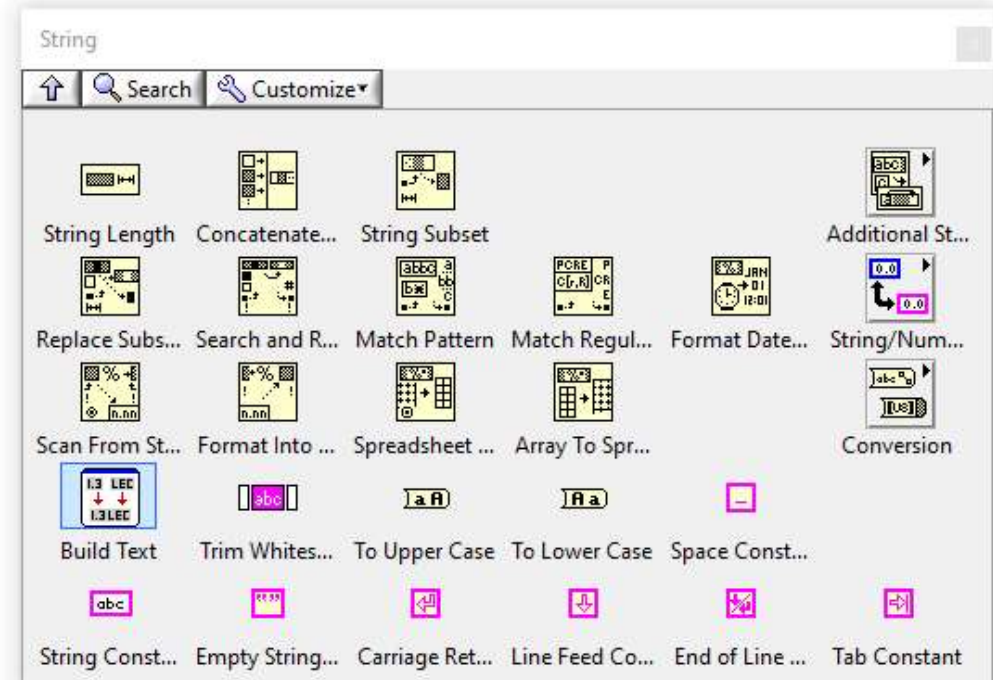 String
Search Customize
String Length Concatenate... String Subset Additional St...
Replace Subs... Search and R... Match Pattern Match Regul... Format Date... String/Num...
Scan From St... Format Into ... Spreadsheet ... Array To Spr... Conversion
Build Text Trim Whites... To Upper Case To Lower Case Space Const...
String Const... Empty String... Carriage Ret... Line Feed Co... End of Line ... Tab Constant